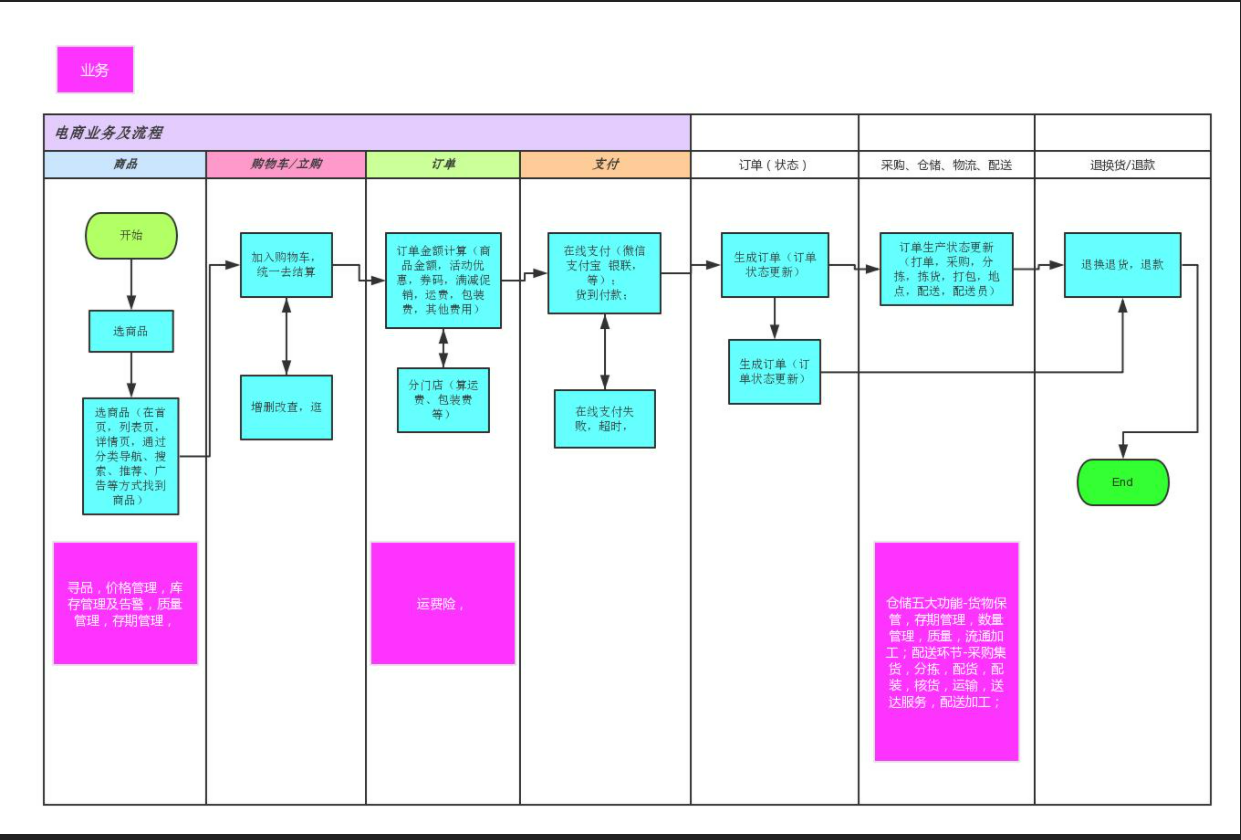 业务
电商业务及流程
商品
购物车/立购
订单
支付
订单（状态）
采购、仓储、物流、配送
退换货/退款
开始
选商品
选商品（在首
页，列表页，
详情页，通过
分类导航、搜
索、推荐、广
告等方式找到
商品）
寻品，价格管理，库
存管理及告警，质量
管理，存期管理，
加入购物车，
统一去结算
增删改查，逛
订单金额计算（商
品金额，活动优
惠，券码，满减促
销，运费，包装
费，其他费用）
分门店（算运
费、包装费
等）
运费险，
在线支付（微信
支付宝 银联，
等）；
货到付款；
在线支付失
败，超时，
生成订单（订单
状态更新）
生成订单（订
单状态更新）
订单生产状态更新
（打单，采购，分
拣，拣货，打包，地
点，配送，配送员）
仓储五大功能-货物保
管，存期管理，数量
管理，质量，流通加
工；配送环节-采购集
货，分拣，配货，配
装，核货，运输，送
达服务，配送加工；
退换退货，退款
End